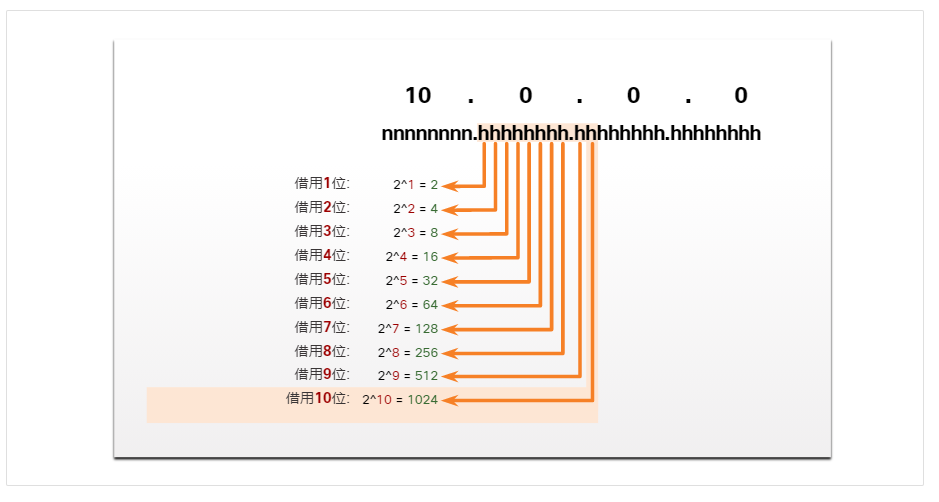 10 . 0 . 0 . 0
nnnnnnnn.hhhhhhhh.hhhhhhhh.hhhhhhhh
借用1位: 2^1 = 2
借用2位: 2^2 = 4
借用3位: 2^3 = 8
借用4位: 2^4 = 16
借用5位: 2^5 = 32
借用6位: 2^6 = 64
借用7位: 2^7 = 128
借用8位: 2^8 = 256
借用9位: 2^9 = 512
借用10位: 2^10 = 1024